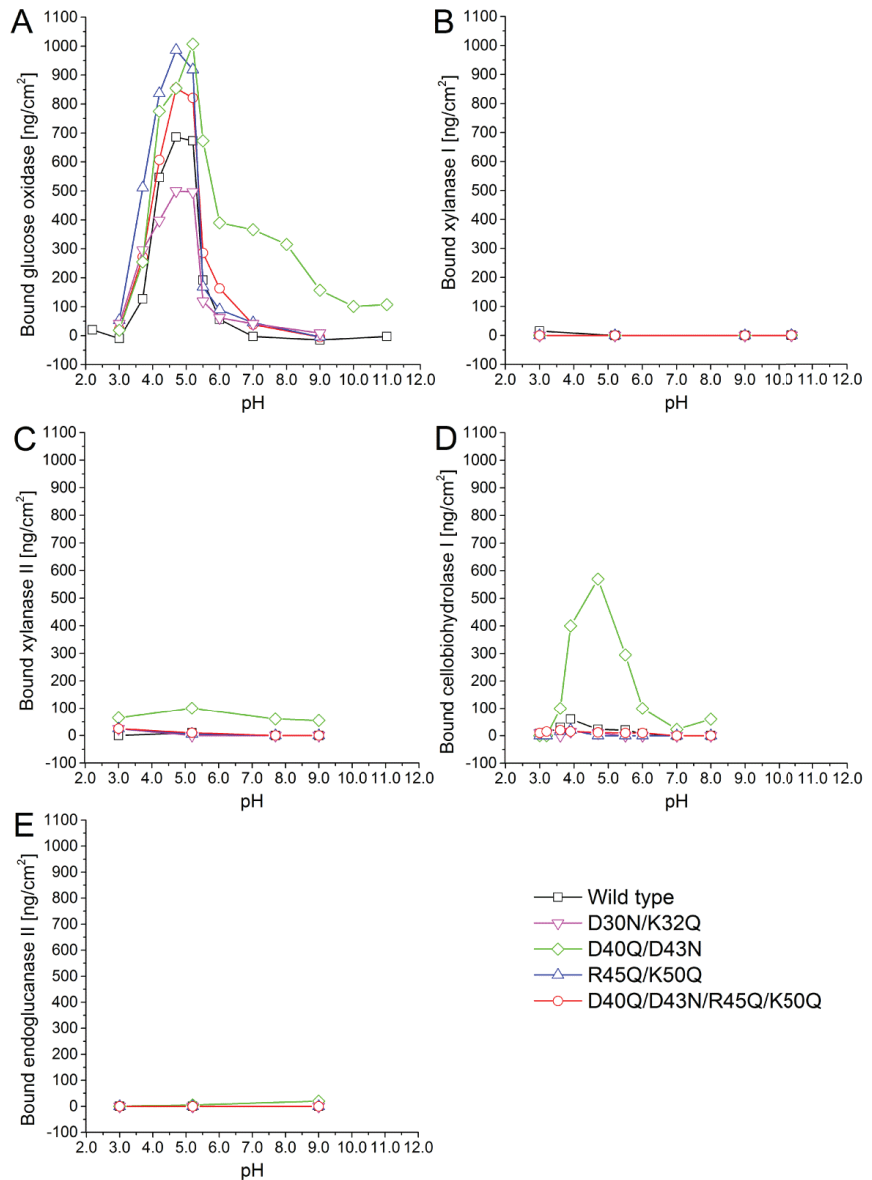 A
Bound glucose oxidase [ng/cm²]
1100
1000
900
800
700
600
500
400
300
200
100
0
-100
2.0 3.0 4.0 5.0 6.0 7.0 8.0 9.0 10.0 11.0 12.0
pH
B
Bound xylanase I [ng/cm²]
1100
1000
900
800
700
600
500
400
300
200
100
0
-100
2.0 3.0 4.0 5.0 6.0 7.0 8.0 9.0 10.0 11.0 12.0
pH
C
Bound xylanase II [ng/cm²]
1100
1000
900
800
700
600
500
400
300
200
100
0
-100
2.0 3.0 4.0 5.0 6.0 7.0 8.0 9.0 10.0 11.0 12.0
pH
D
Bound cellobiohydrolase I [ng/cm²]
1100
1000
900
800
700
600
500
400
300
200
100
0
-100
2.0 3.0 4.0 5.0 6.0 7.0 8.0 9.0 10.0 11.0 12.0
pH
E
Bound endoglucanase II [ng/cm²]
1100
1000
900
800
700
600
500
400
300
200
100
0
-100
2.0 3.0 4.0 5.0 6.0 7.0 8.0 9.0 10.0 11.0 12.0
pH
Wild type
D30N/K32Q
D40Q/D43N
R45Q/K50Q
D40Q/D43N/R45Q/K50Q